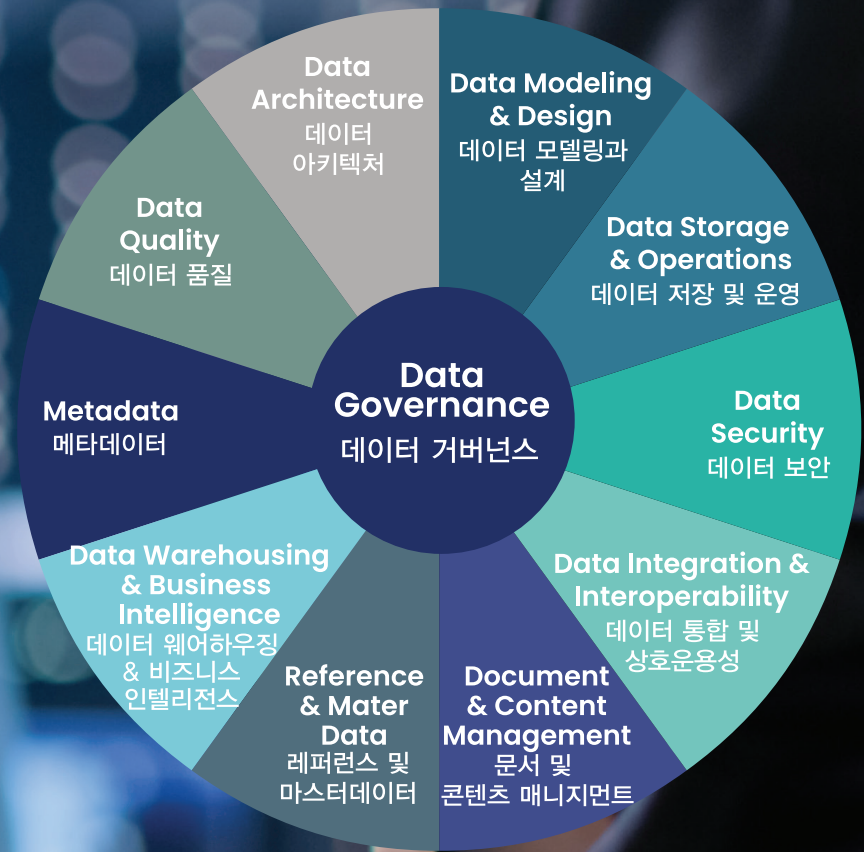 Data
Architecture
데이터
아키텍처
Data Modeling
& Design
데이터 모델링과
설계
Data Storage
& Operations
데이터 저장 및 운영
Data
Security
데이터 보안
Data Integration &
Interoperability
데이터 통합 및
상호운용성
Document
& Content
Management
문서 및
콘텐츠 매니지먼트
Reference
& Mater
Data
레퍼런스 및
마스터데이터
Data Warehousing
& Business
Intelligence
데이터 웨어하우징
& 비즈니스
인텔리전스
Metadata
메타데이터
Data
Quality
데이터 품질
Data
Governance
데이터 거버넌스